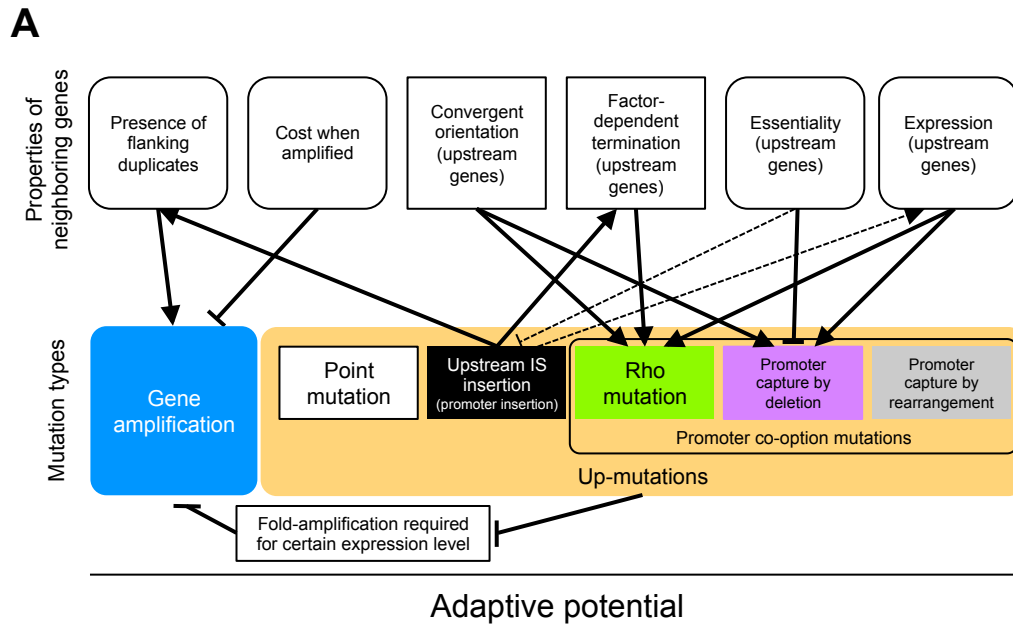 A
Properties of
neighboring genes
Presence of
flanking
duplicates
Cost when
amplified
Convergent
orientation
(upstream
genes)
Factor-
dependent
termination
(upstream
genes)
Essentiality
(upstream
genes)
Expression
(upstream
genes)
Mutation types
Gene
amplification
Point
mutation
Upstream IS
insertion
(promoter insertion)
Rho
mutation
Promoter
capture by
deletion
Promoter
capture by
rearrangement
Promoter co-option mutations
Up-mutations
Fold-amplification required
for certain expression level
Adaptive potential